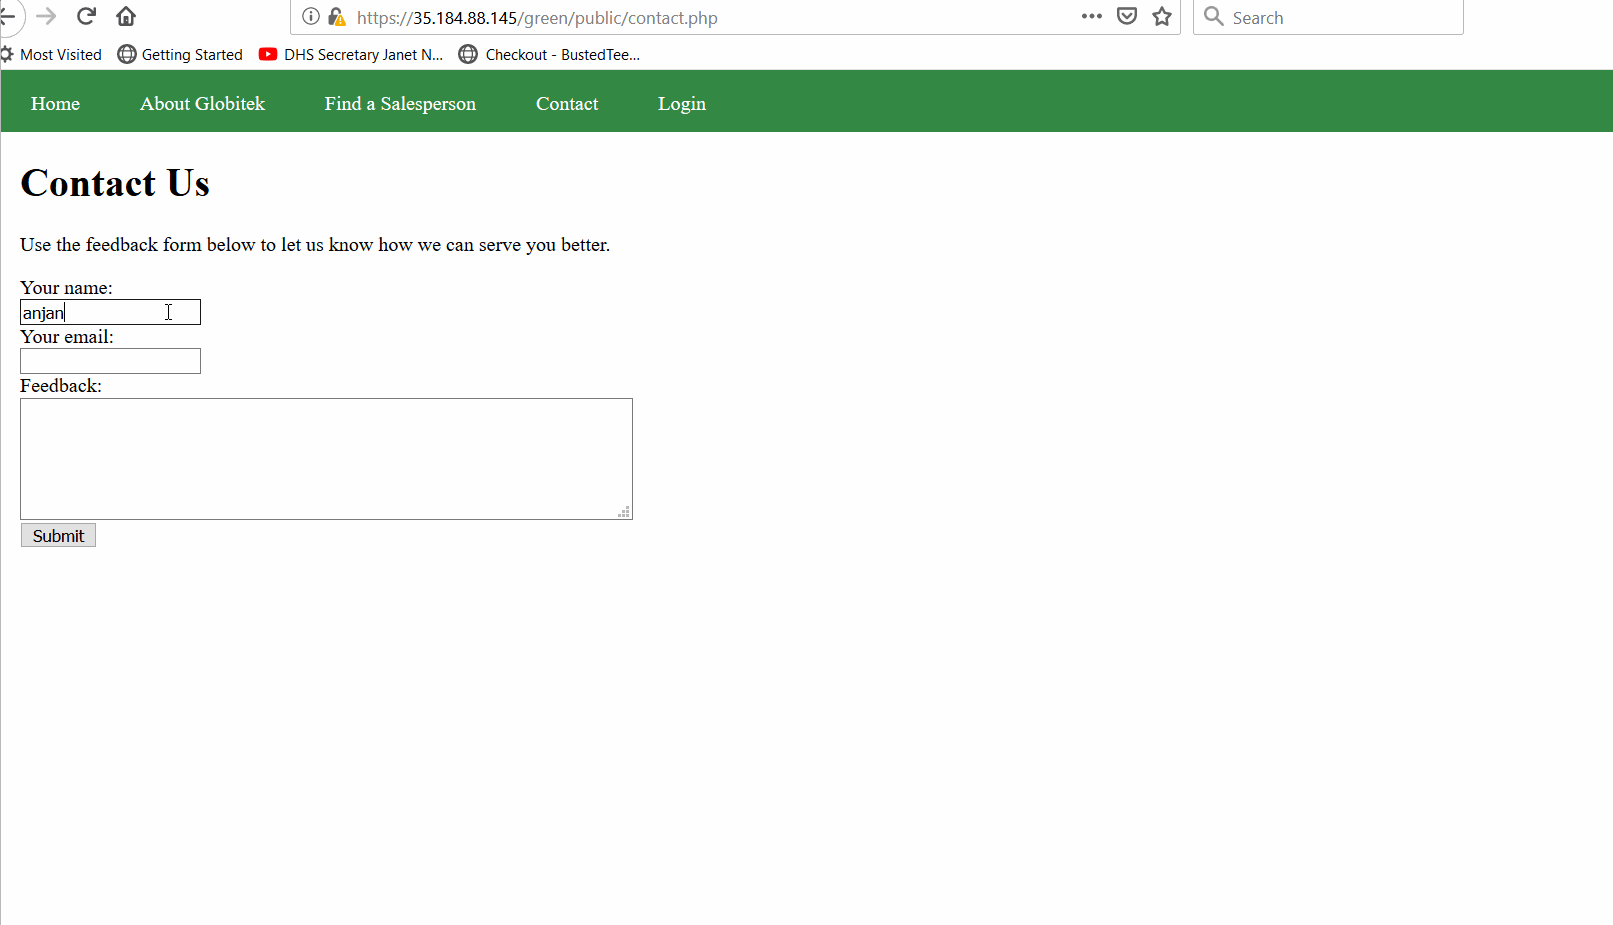 https://35.184.88.145/green/public/contact.php
Search
Most Visited Getting Started DHS Secretary Janet N... Checkout - BustedTee...
Home About Globitek Find a Salesperson Contact Login
Contact Us
Use the feedback form below to let us know how we can serve you better.
Your name:
anjan
Your email:
Feedback:
Submit